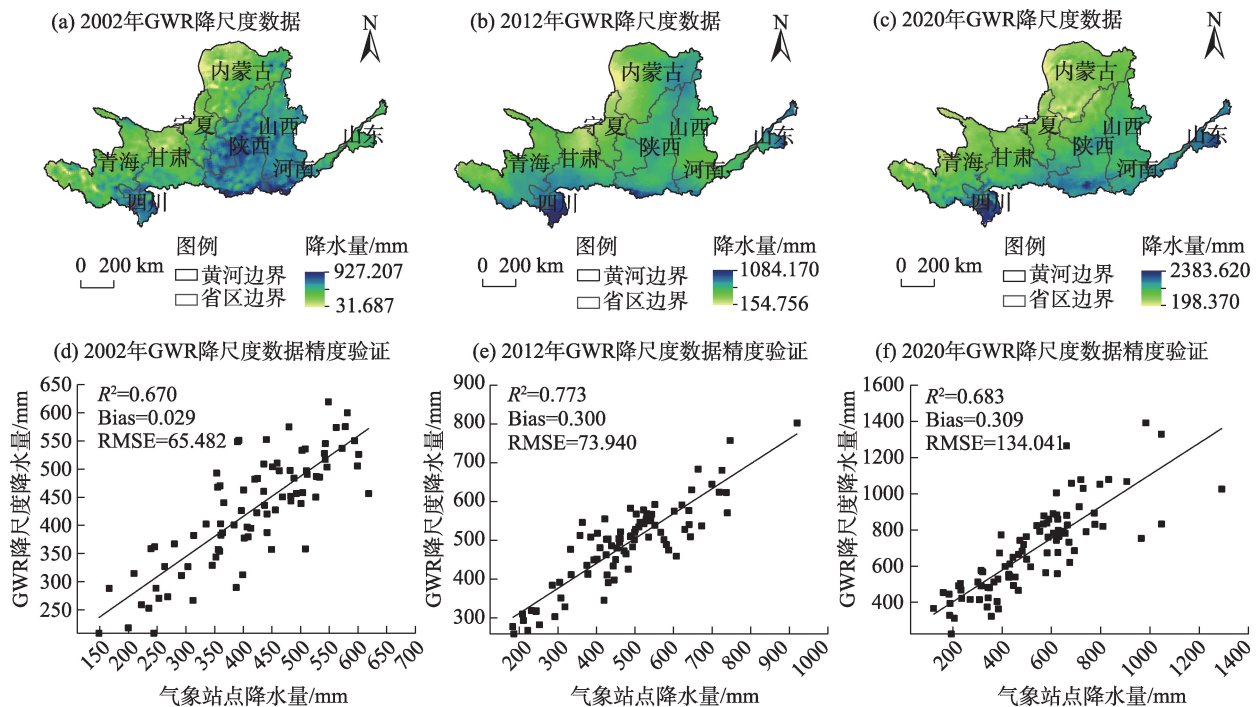 (a) 2002年GWR降尺度数据
N
内蒙古
宁夏
山西
山东
陕西
青海
甘肃
河南
四川
图例
降水量/mm
0 200 km
黄河边界
省区边界
927.207
31.687
(b) 2012年GWR降尺度数据
N
内蒙古
宁夏
山西
山东
陕西
青海
甘肃
河南
四川
图例
降水量/mm
0 200 km
黄河边界
省区边界
1084.170
154.756
(c) 2020年GWR降尺度数据
N
内蒙古
宁夏
山西
山东
陕西
青海
甘肃
河南
四川
图例
降水量/mm
0 200 km
黄河边界
省区边界
2383.620
198.370
(d) 2002年GWR降尺度数据精度验证
R²=0.670
Bias=0.029
RMSE=65.482
GWR降尺度降水量/mm
650
600
550
500
450
400
350
300
250
150 200 250 300 350 400 450 500 550 600 650 700
气象站点降水量/mm
(e) 2012年GWR降尺度数据精度验证
R²=0.773
Bias=0.300
RMSE=73.940
GWR降尺度降水量/mm
900
800
700
600
500
400
300
200 300 400 500 600 700 800 900 1000
气象站点降水量/mm
(f) 2020年GWR降尺度数据精度验证
R²=0.683
Bias=0.309
RMSE=134.041
GWR降尺度降水量/mm
1600
1400
1200
1000
800
600
400
200 400 600 800 1000 1200 1400
气象站点降水量/mm